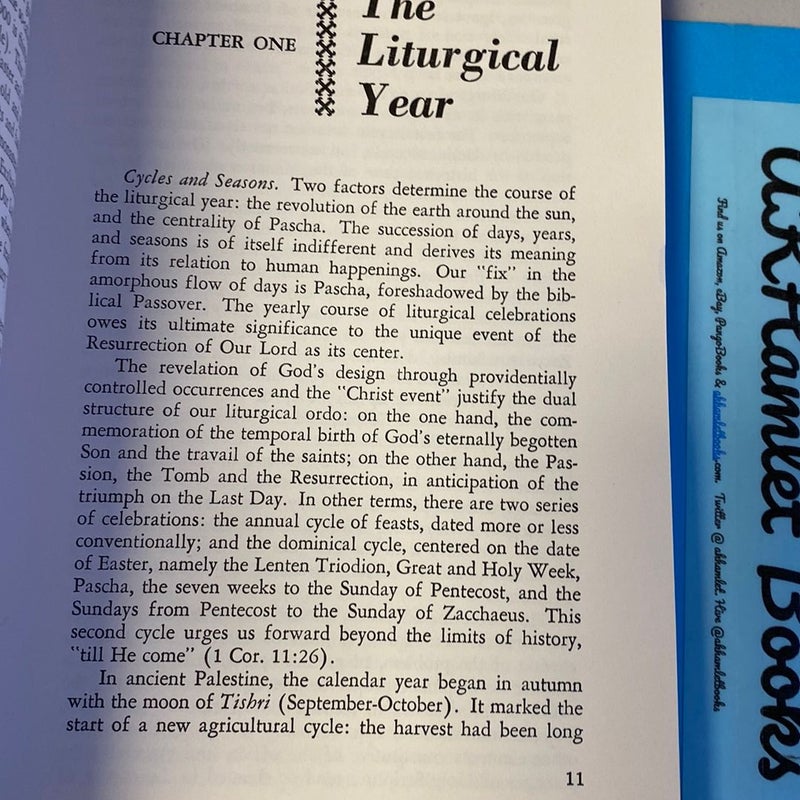 CHAPTER ONE
The
Liturgical
Year
Cycles and Seasons. Two factors determine the course of
the liturgical year: the revolution of the earth around the sun,
and the centrality of Pascha. The succession of days, years,
and seasons is of itself indifferent and derives its meaning
from its relation to human happenings. Our "fix" in the
amorphous flow of days is Pascha, foreshadowed by the bib-
lical Passover. The yearly course of liturgical celebrations
owes its ultimate significance to the unique event of the
Resurrection of Our Lord as its center.
The revelation of God's design through providentially
controlled occurrences and the "Christ event" justify the dual
structure of our liturgical ordo: on the one hand, the com-
memoration of the temporal birth of God's eternally begotten
Son and the travail of the saints; on the other hand, the Pas-
sion, the Tomb and the Resurrection, in anticipation of the
triumph on the Last Day. In other terms, there are two series
of celebrations: the annual cycle of feasts, dated more or less
conventionally; and the dominical cycle, centered on the date
of Easter, namely the Lenten Triodion, Great and Holy Week,
Pascha, the seven weeks to the Sunday of Pentecost, and the
Sundays from Pentecost to the Sunday of Zacchaeus. This
second cycle urges us forward beyond the limits of history,
"till He come" (1 Cor. 11:26).
In ancient Palestine, the calendar year began in autumn
with the moon of Tishri (September-October). It marked the
start of a new agricultural cycle: the harvest had been long
11
AKHamlet Books
Find us on Amazon, eBay, PangoBooks & akhamletbooks.com. Twitter @ akhamlet. Hive @akhamletbooks